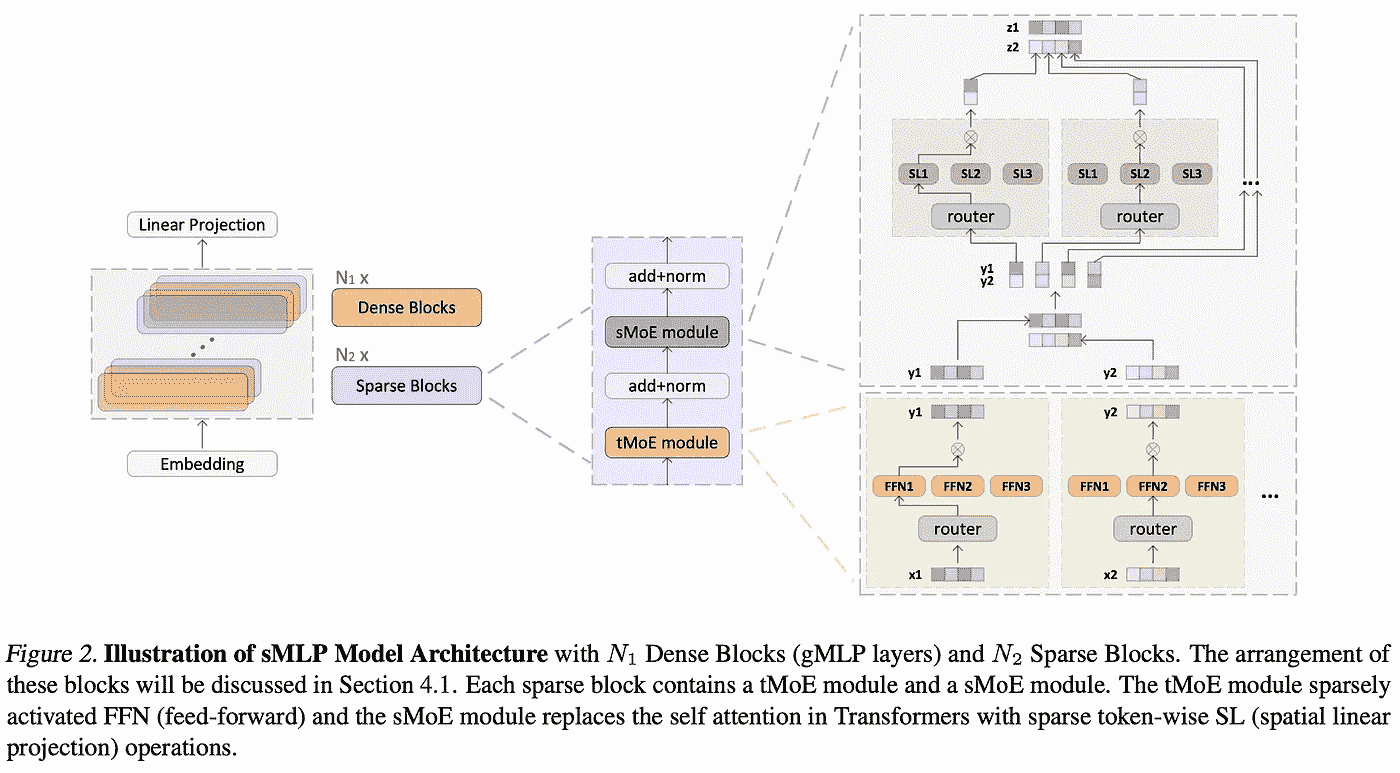 Linear Projection
Embedding
N1 x
Dense Blocks
N2 x
Sparse Blocks
add+norm
sMoE module
add+norm
tMoE module
z1
z2
SL1 SL2 SL3
SL1 SL2 SL3
...
router
router
y1
y2
y1
y2
y1
y2
FFN1 FFN2 FFN3
FFN1 FFN2 FFN3
...
router
router
x1
x2
Figure 2. Illustration of sMLP Model Architecture with N1 Dense Blocks (gMLP layers) and N2 Sparse Blocks. The arrangement of
these blocks will be discussed in Section 4.1. Each sparse block contains a tMoE module and a sMoE module. The tMoE module sparsely
activated FFN (feed-forward) and the sMoE module replaces the self attention in Transformers with sparse token-wise SL (spatial linear
projection) operations.